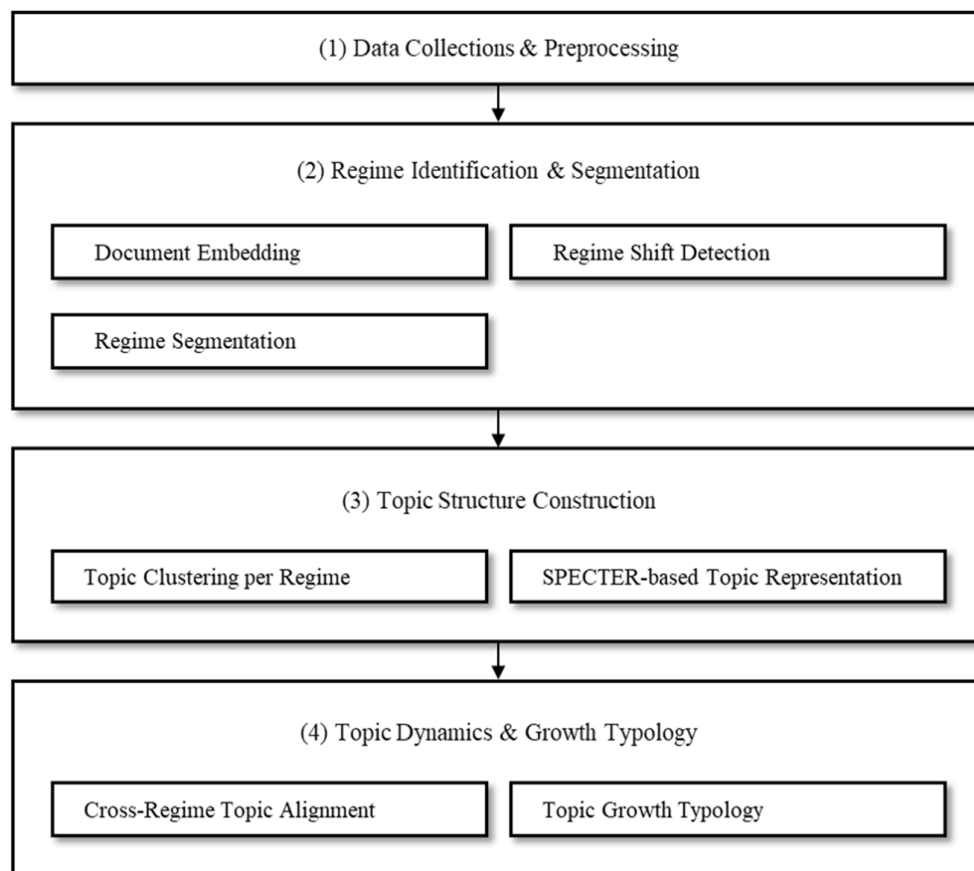 (1) Data Collections & Preprocessing
(2) Regime Identification & Segmentation
Document Embedding
Regime Shift Detection
Regime Segmentation
(3) Topic Structure Construction
Topic Clustering per Regime
SPECTER-based Topic Representation
(4) Topic Dynamics & Growth Typology
Cross-Regime Topic Alignment
Topic Growth Typology